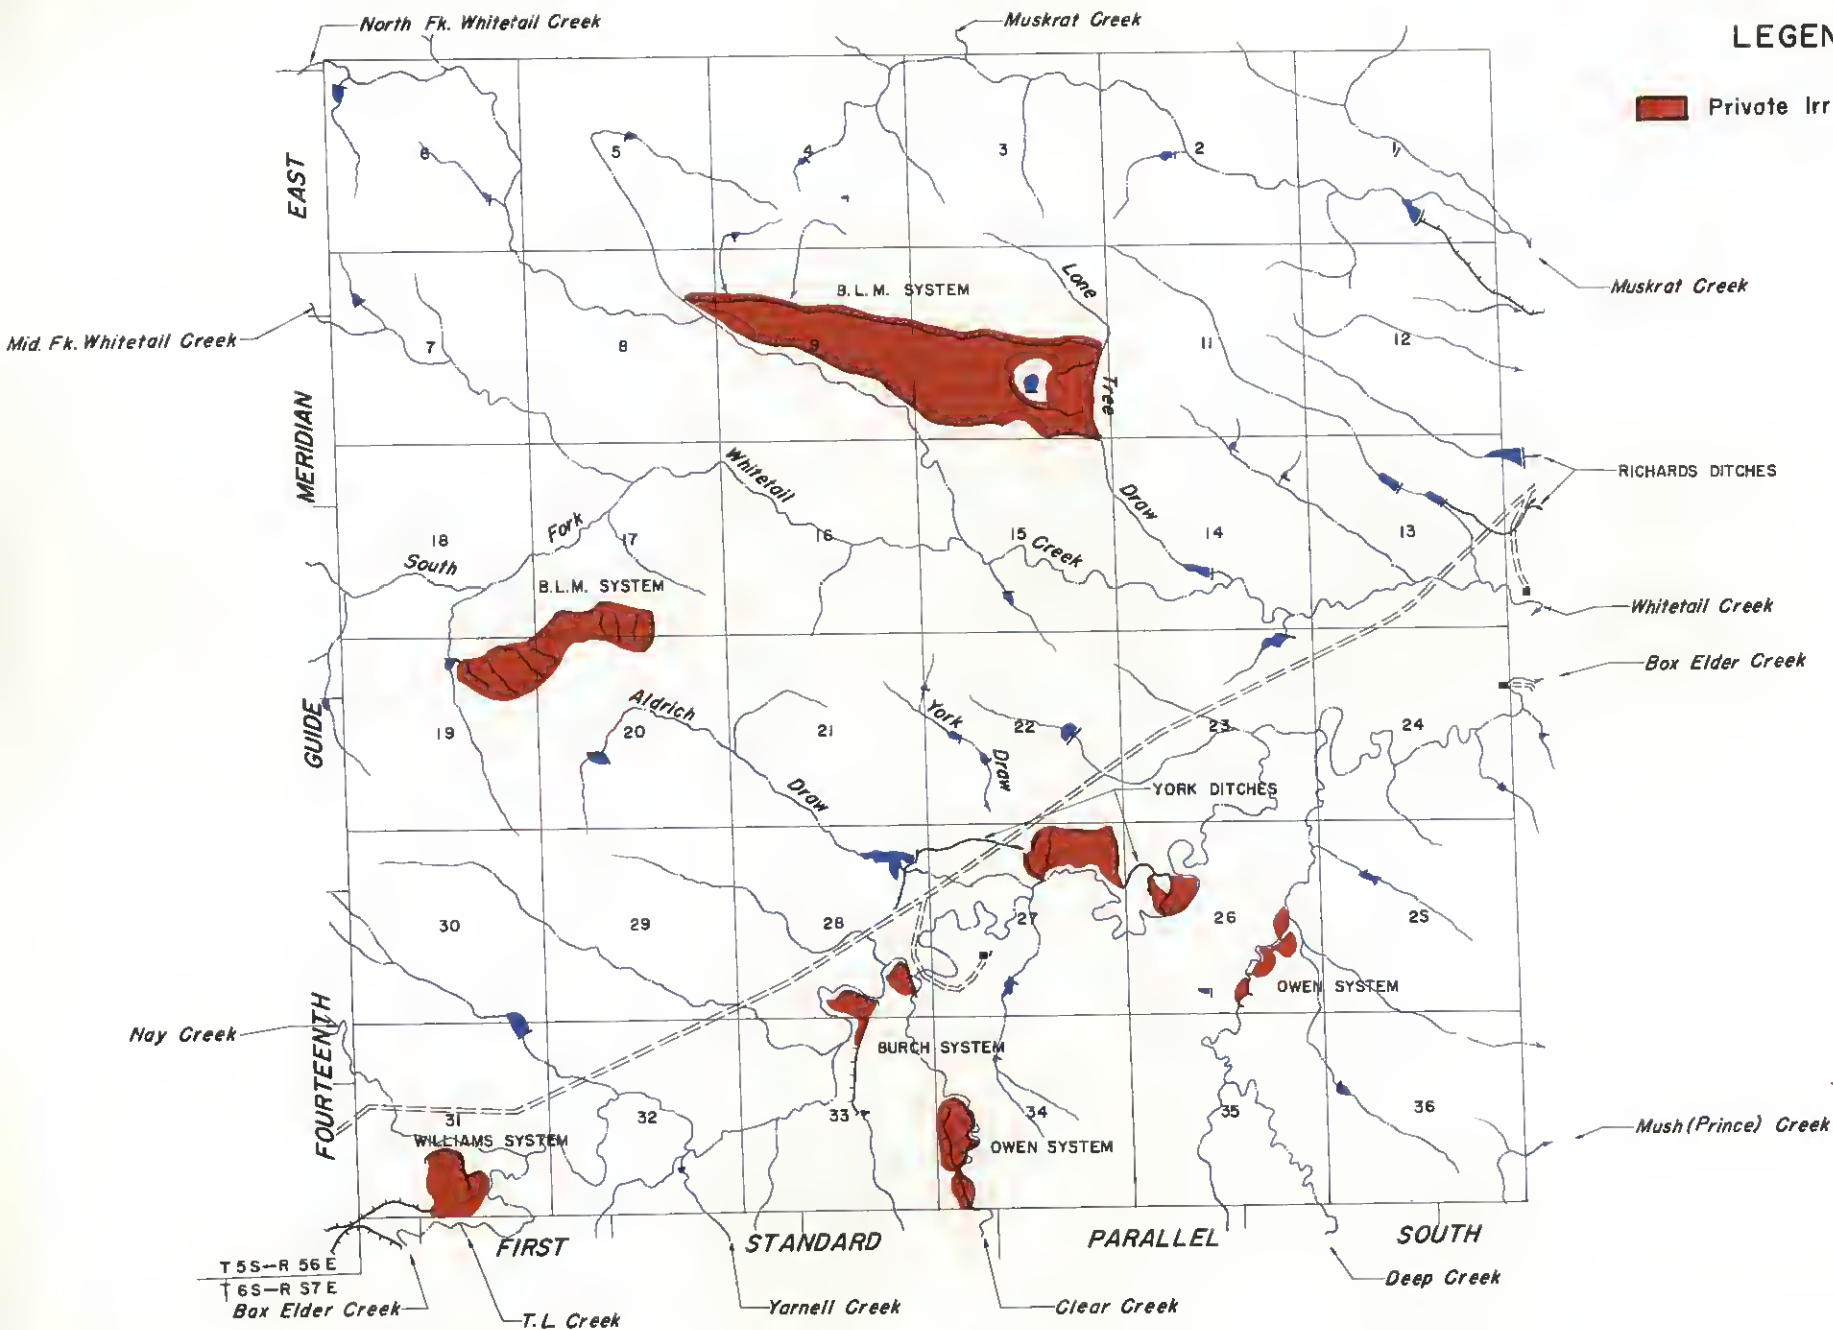 North Fk. Whitetail Creek
Muskrat Creek
LEGEN
Private Irr
6
5
4
3
2
1
EAST
Lone
B.L.M. SYSTEM
Muskrat Creek
Mid. Fk. Whitetail Creek
7
8
9
11
12
Tree
MERIDIAN
Whitetail
RICHARDS DITCHES
Draw
18
Fork
17
16
15
Creek
14
13
South
B.L.M. SYSTEM
Whitetail Creek
Box Elder Creek
GUIDE
19
Aldrich
20
21
York
22
23
24
Draw
Draw
YORK DITCHES
30
29
28
27
26
25
OWEN SYSTEM
FOURTEENTH
Nay Creek
BURCH SYSTEM
31
32
33
34
35
36
WILLIAMS SYSTEM
OWEN SYSTEM
Mush (Prince) Creek
FIRST
STANDARD
PARALLEL
SOUTH
T 5S-R 56 E
T 6S-R 57 E
Box Elder Creek
T.L. Creek
Yarnell Creek
Clear Creek
Deep Creek